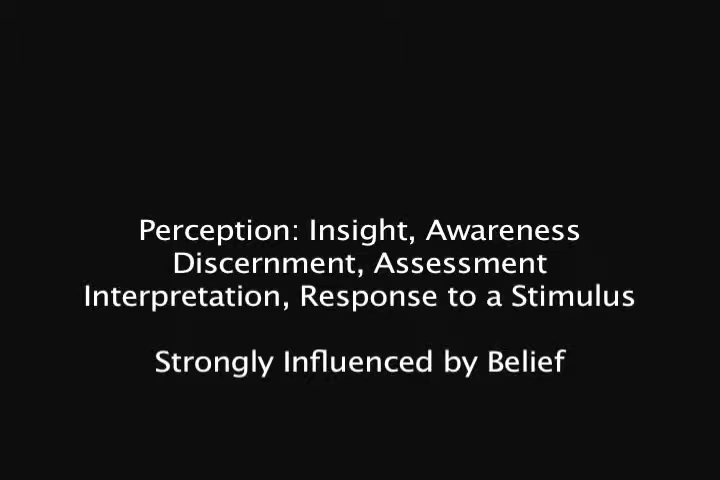 Perception: Insight, Awareness
Discernment, Assessment
Interpretation, Response to a Stimulus
Strongly Influenced by Belief